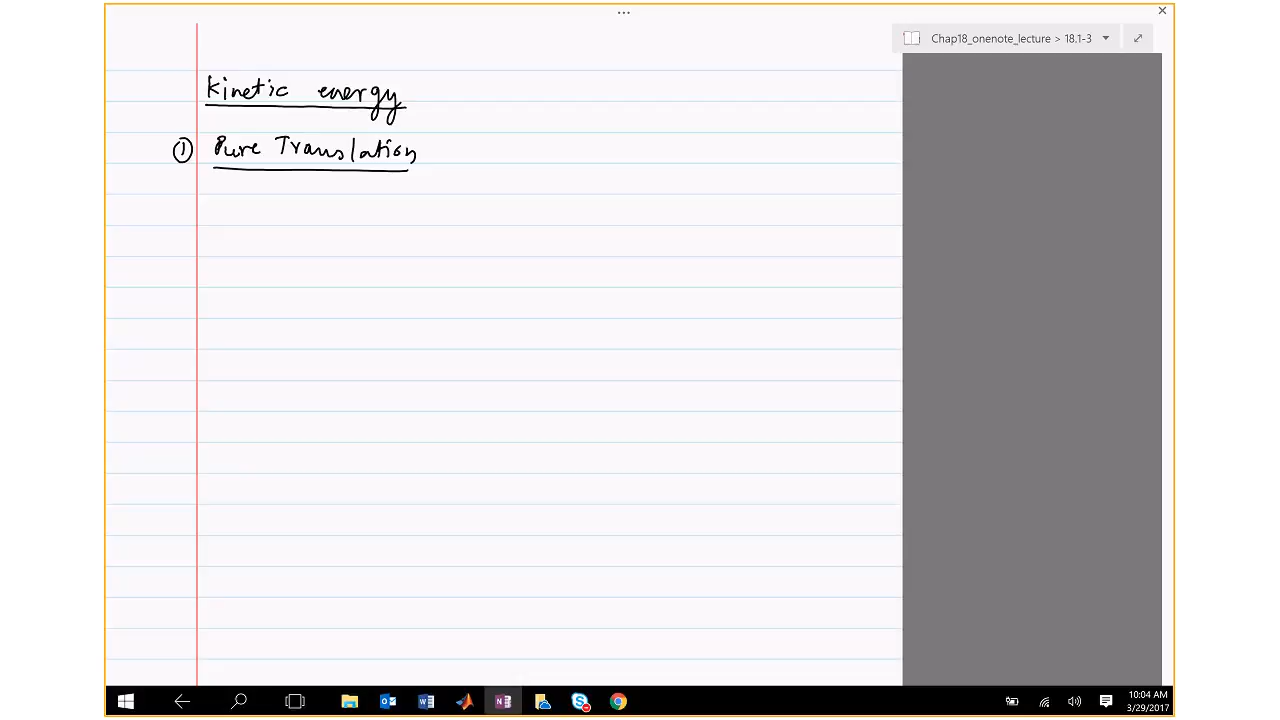 ...
Chap18_onenote_lecture > 18.1-3
Kinetic energy
① Pure Translation
10:04 AM
3/29/2017